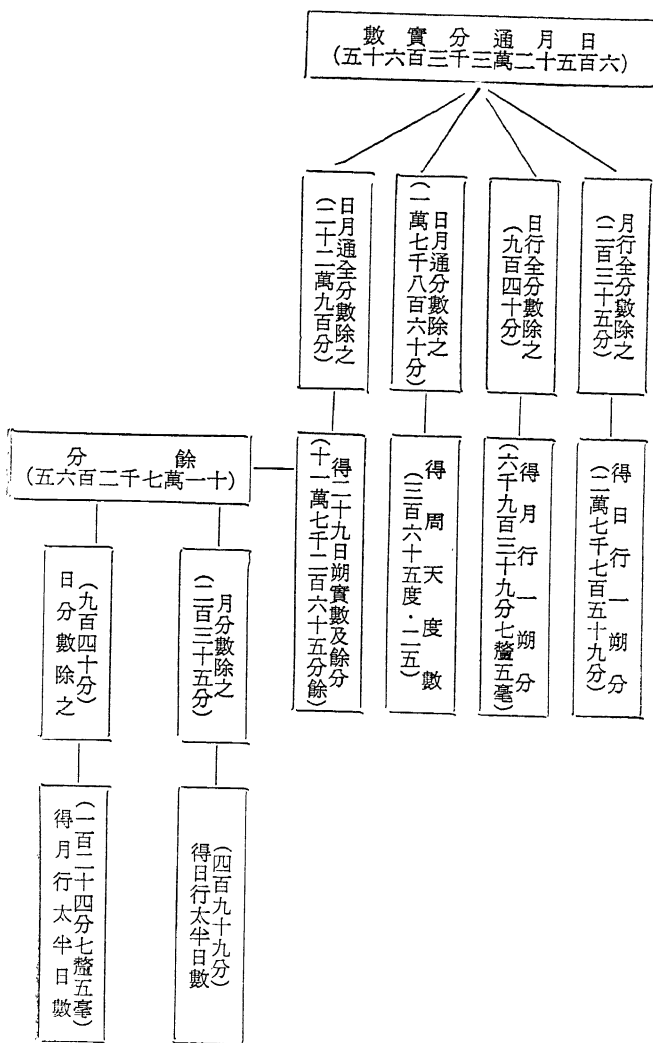 日月通分實數
(六百五十二萬三千三百六十五)
月行全分數除之
(二百三十五分)
日行全分數除之
(九百四十分)
日月通分數除之
(一萬七千八百六十分)
日月通全分數除之
(二十二萬九百分)
得日行一朔分
(二萬七千七百五十九分)
得月行一朔分
(六千九百三十九分七釐五毫)
得周天度數
(三百六十五度・二五)
得二十九日朔實數及餘分
(十一萬七千二百六十五分餘)
餘分
(十一萬七千二百六五)
月分數除之
(二百三十五分)
(九百四十分)
日分數除之
(四百九十九分)
得日行太半日數
(一百二十四分七釐五毫)
得月行太半日數